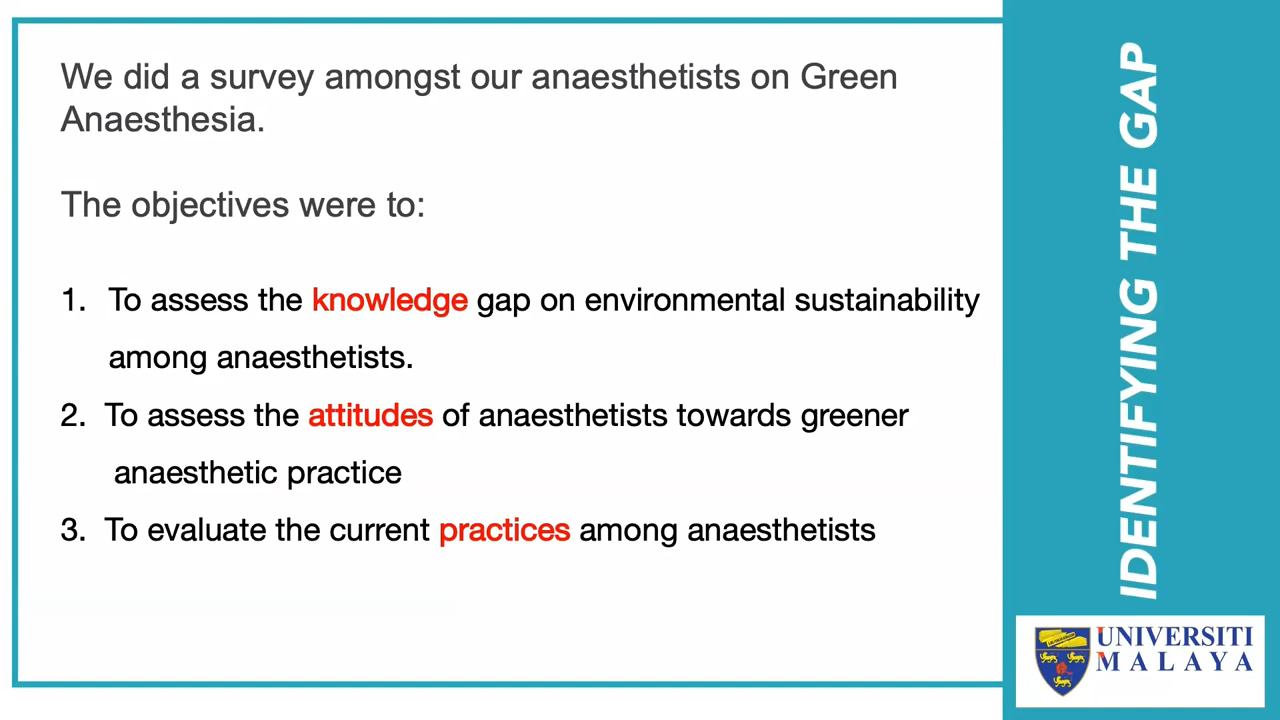 We did a survey amongst our anaesthetists on Green
Anaesthesia.
The objectives were to:
1. To assess the knowledge gap on environmental sustainability
among anaesthetists.
2. To assess the attitudes of anaesthetists towards greener
anaesthetic practice
3. To evaluate the current practices among anaesthetists
IDENTIFYING THE GAP
UNIVERSITI
MALAYA